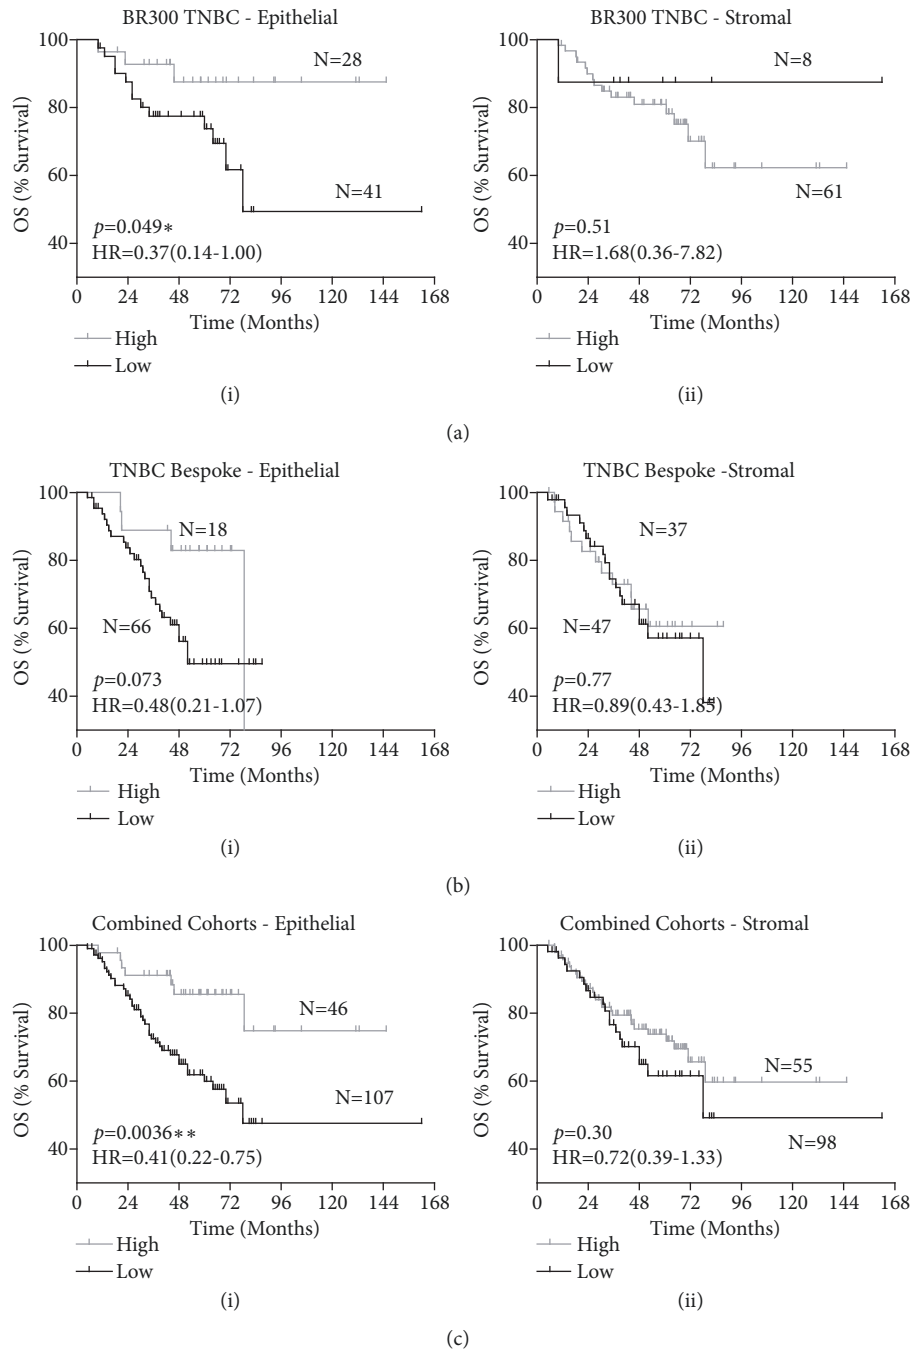 BR300 TNBC - Epithelial
OS (% Survival)
100
80
60
40
N=28
N=41
p=0.049*
HR=0.37(0.14-1.00)
0 24 48 72 96 120 144 168
Time (Months)
High
Low
(i)
BR300 TNBC - Stromal
OS (% Survival)
100
80
60
40
N=8
N=61
p=0.51
HR=1.68(0.36-7.82)
0 24 48 72 96 120 144 168
Time (Months)
High
Low
(ii)
(a)
TNBC Bespoke - Epithelial
OS (% Survival)
100
80
60
40
N=18
N=66
p=0.073
HR=0.48(0.21-1.07)
0 24 48 72 96 120 144 168
Time (Months)
High
Low
(i)
TNBC Bespoke -Stromal
OS (% Survival)
100
80
60
40
N=37
N=47
p=0.77
HR=0.89(0.43-1.85)
0 24 48 72 96 120 144 168
Time (Months)
High
Low
(ii)
(b)
Combined Cohorts - Epithelial
OS (% Survival)
100
80
60
40
N=46
N=107
p=0.0036**
HR=0.41(0.22-0.75)
0 24 48 72 96 120 144 168
Time (Months)
High
Low
(i)
Combined Cohorts - Stromal
OS (% Survival)
100
80
60
40
N=55
N=98
p=0.30
HR=0.72(0.39-1.33)
0 24 48 72 96 120 144 168
Time (Months)
High
Low
(ii)
(c)